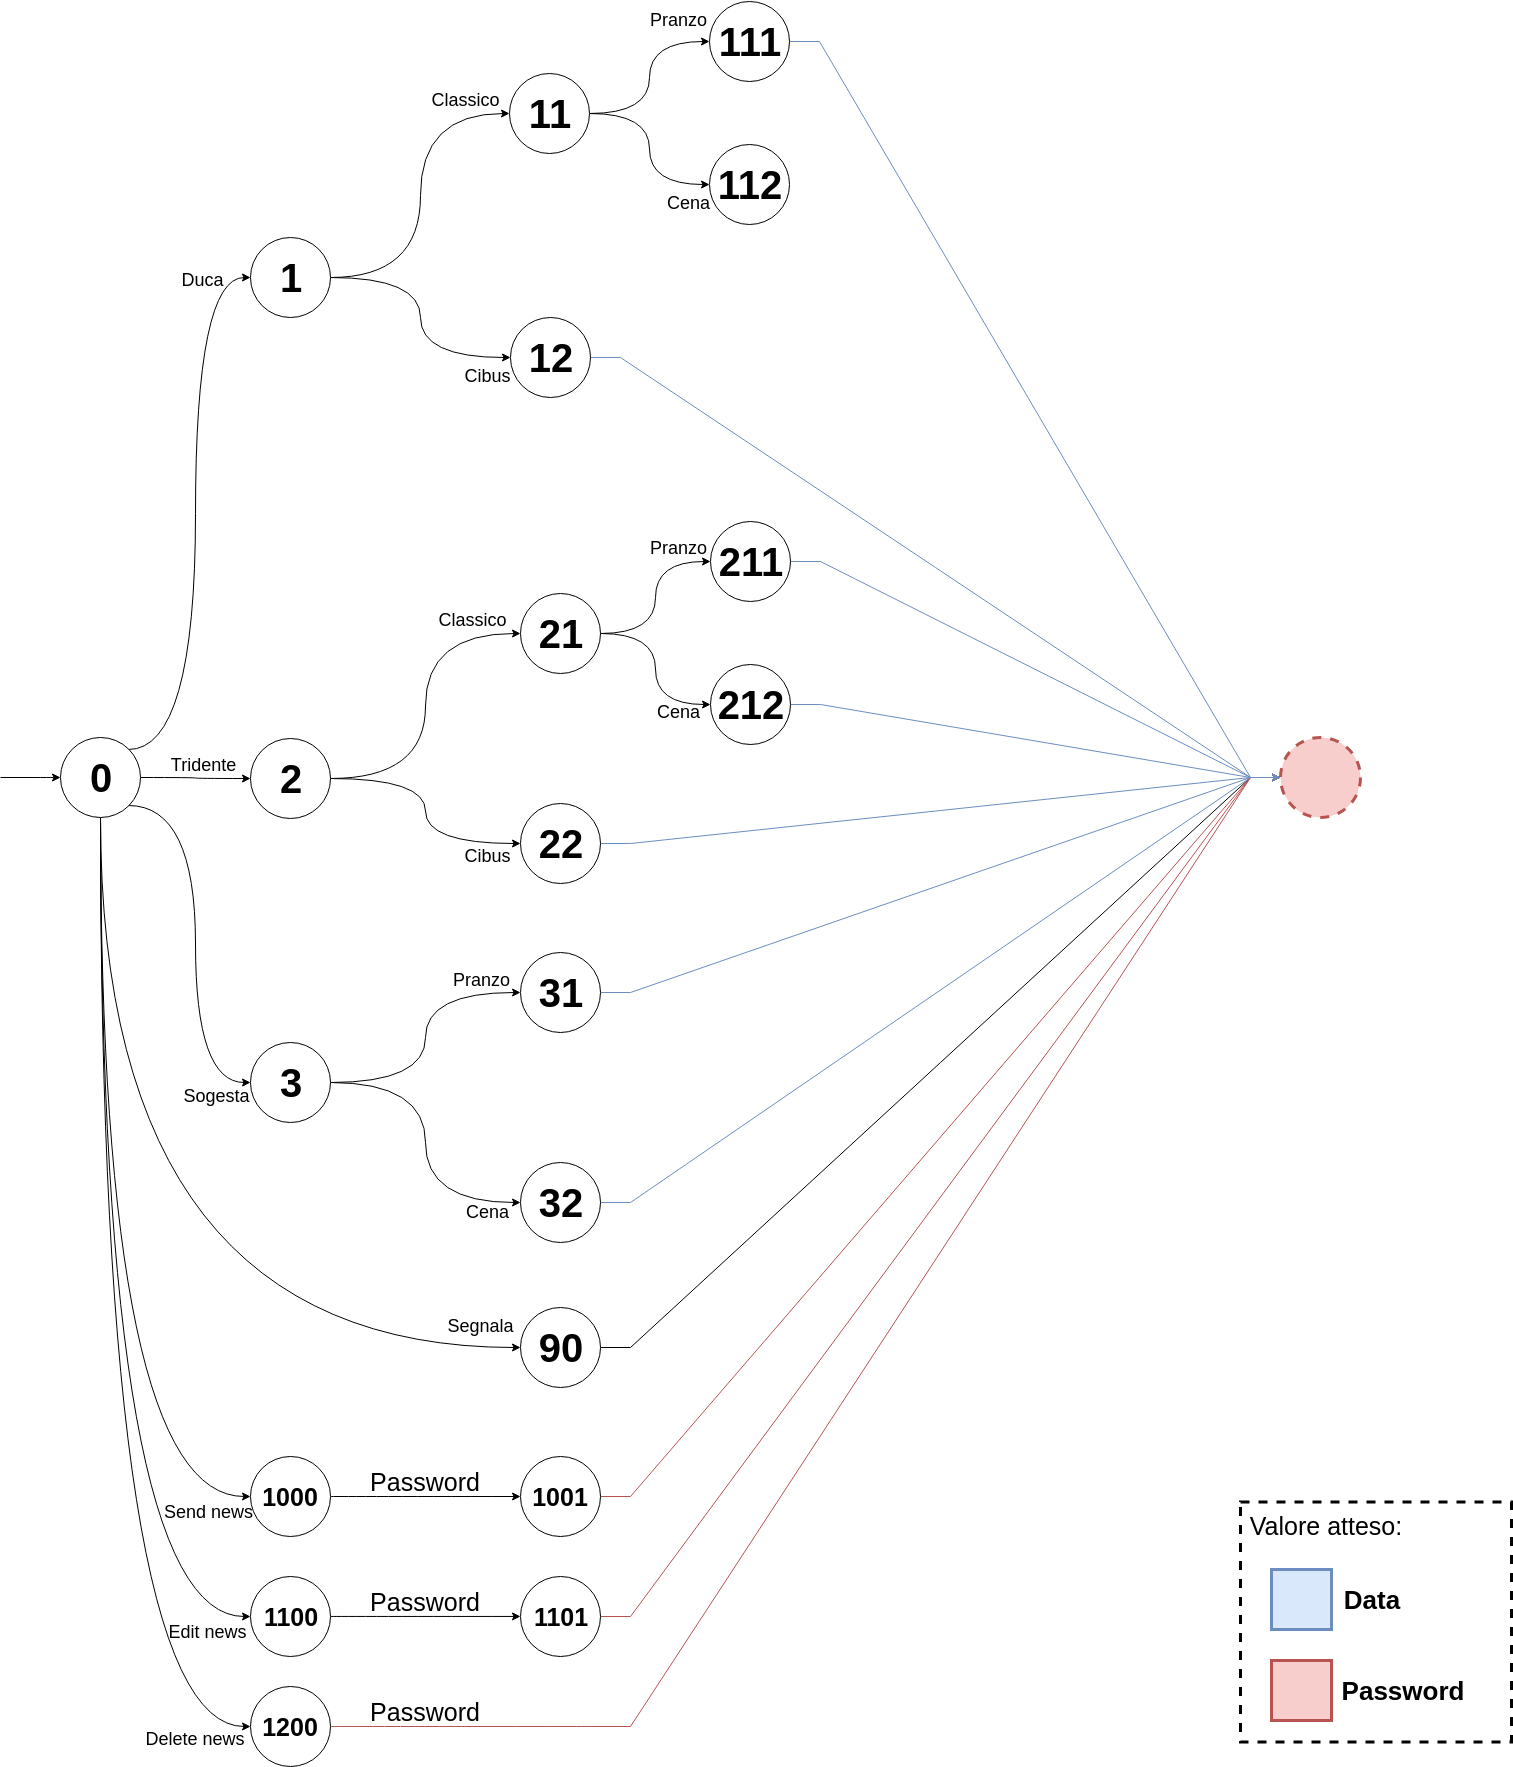 Pranzo
111
Classico
11
112
Cena
Duca
1
12
Cibus
Pranzo
211
Classico
21
212
Cena
0
Tridente
2
22
Cibus
Pranzo
31
3
Sogesta
32
Cena
Segnala
90
Password
1000
1001
Send news
Valore atteso:
Password
Data
1100
1101
Edit news
Password
Password
1200
Delete news